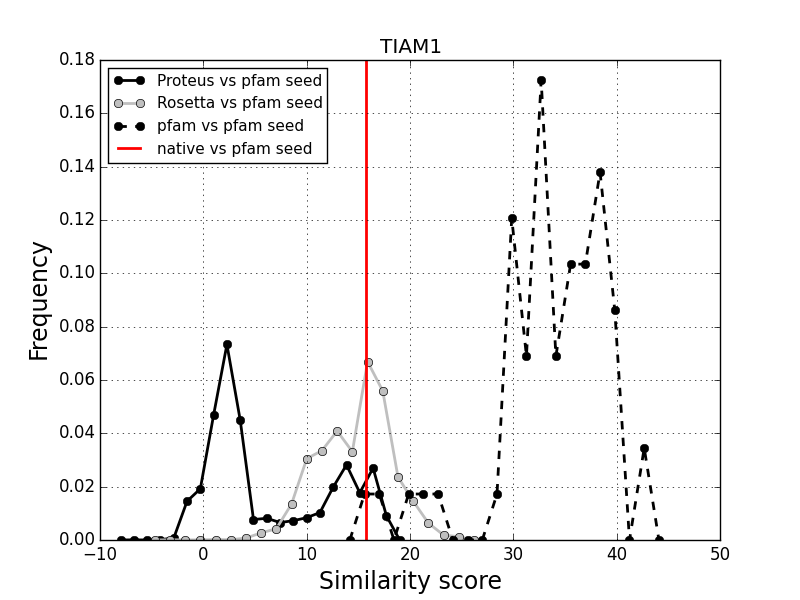 TIAM1
Proteus vs pfam seed
Rosetta vs pfam seed
pfam vs pfam seed
native vs pfam seed
Frequency
0.18
0.16
0.14
0.12
0.10
0.08
0.06
0.04
0.02
0.00
−10 0 10 20 30 40 50
Similarity score